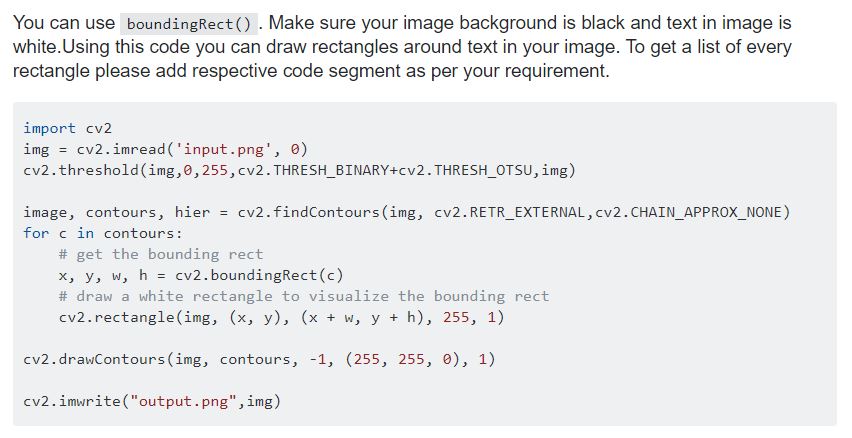 You can use boundingRect() . Make sure your image background is black and text in image is
white.Using this code you can draw rectangles around text in your image. To get a list of every
rectangle please add respective code segment as per your requirement.
import cv2
img = cv2.imread('input.png', 0)
cv2.threshold(img,0,255,cv2.THRESH_BINARY+cv2.THRESH_OTSU,img)
image, contours, hier = cv2.findContours(img, cv2.RETR_EXTERNAL,cv2.CHAIN_APPROX_NONE)
for c in contours:
    # get the bounding rect
    x, y, w, h = cv2.boundingRect(c)
    # draw a white rectangle to visualize the bounding rect
    cv2.rectangle(img, (x, y), (x + w, y + h), 255, 1)
cv2.drawContours(img, contours, -1, (255, 255, 0), 1)
cv2.imwrite("output.png",img)